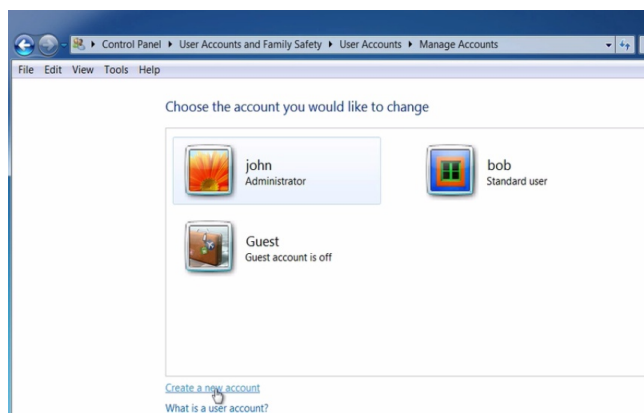 Control Panel ▸ User Accounts and Family Safety ▸ User Accounts ▸ Manage Accounts
File Edit View Tools Help
Choose the account you would like to change
john
Administrator
bob
Standard user
Guest
Guest account is off
Create a new account
What is a user account?